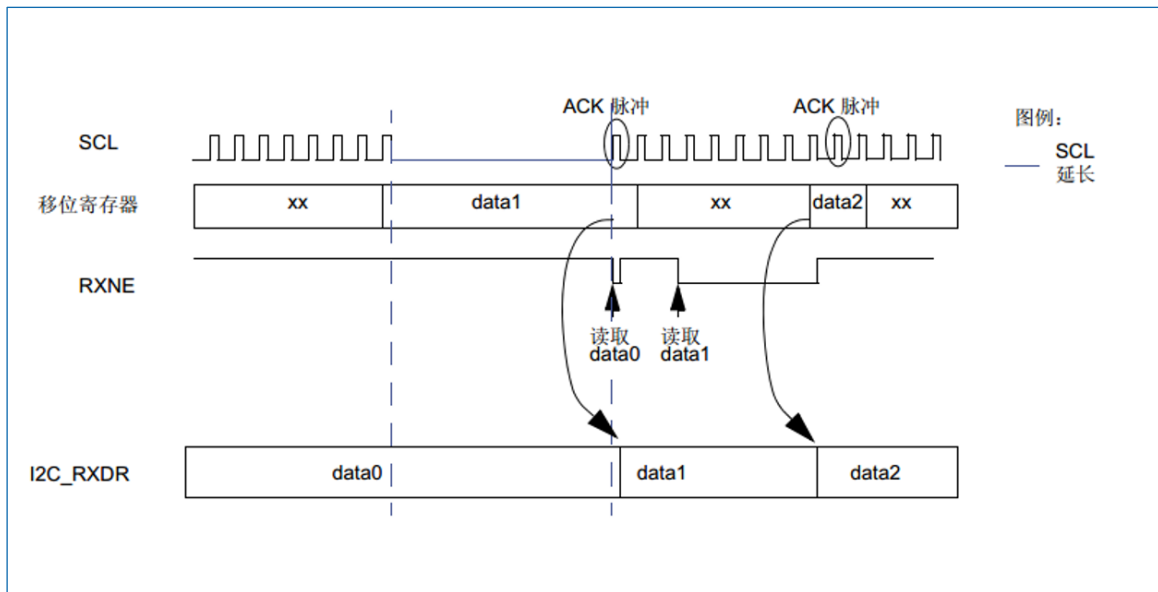 ACK 脉冲
ACK 脉冲
图例：
SCL
SCL
延长
移位寄存器
xx
data1
xx
data2
xx
RXNE
读取
data0
读取
data1
I2C_RXDR
data0
data1
data2